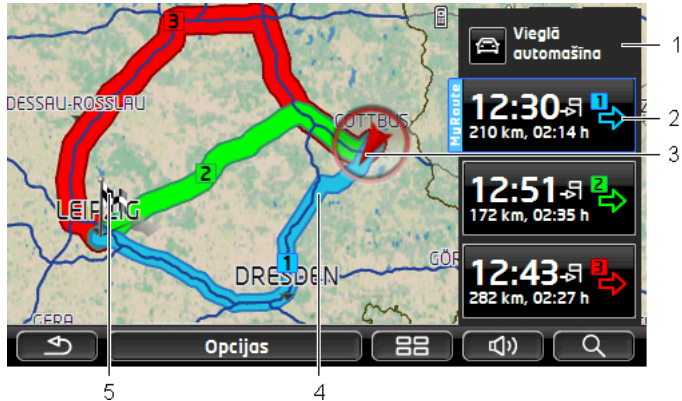 3
DESSAU-ROSSLAU
COTTBUS
2
LEIPZIG
1
DRESDEN
GÖR
GERA
Vieglā
automašīna
MyRoute
12:30 1
210 km, 02:14 h
12:51 2
172 km, 02:35 h
12:43 3
282 km, 02:27 h
Opcijas
1
2
3
4
5